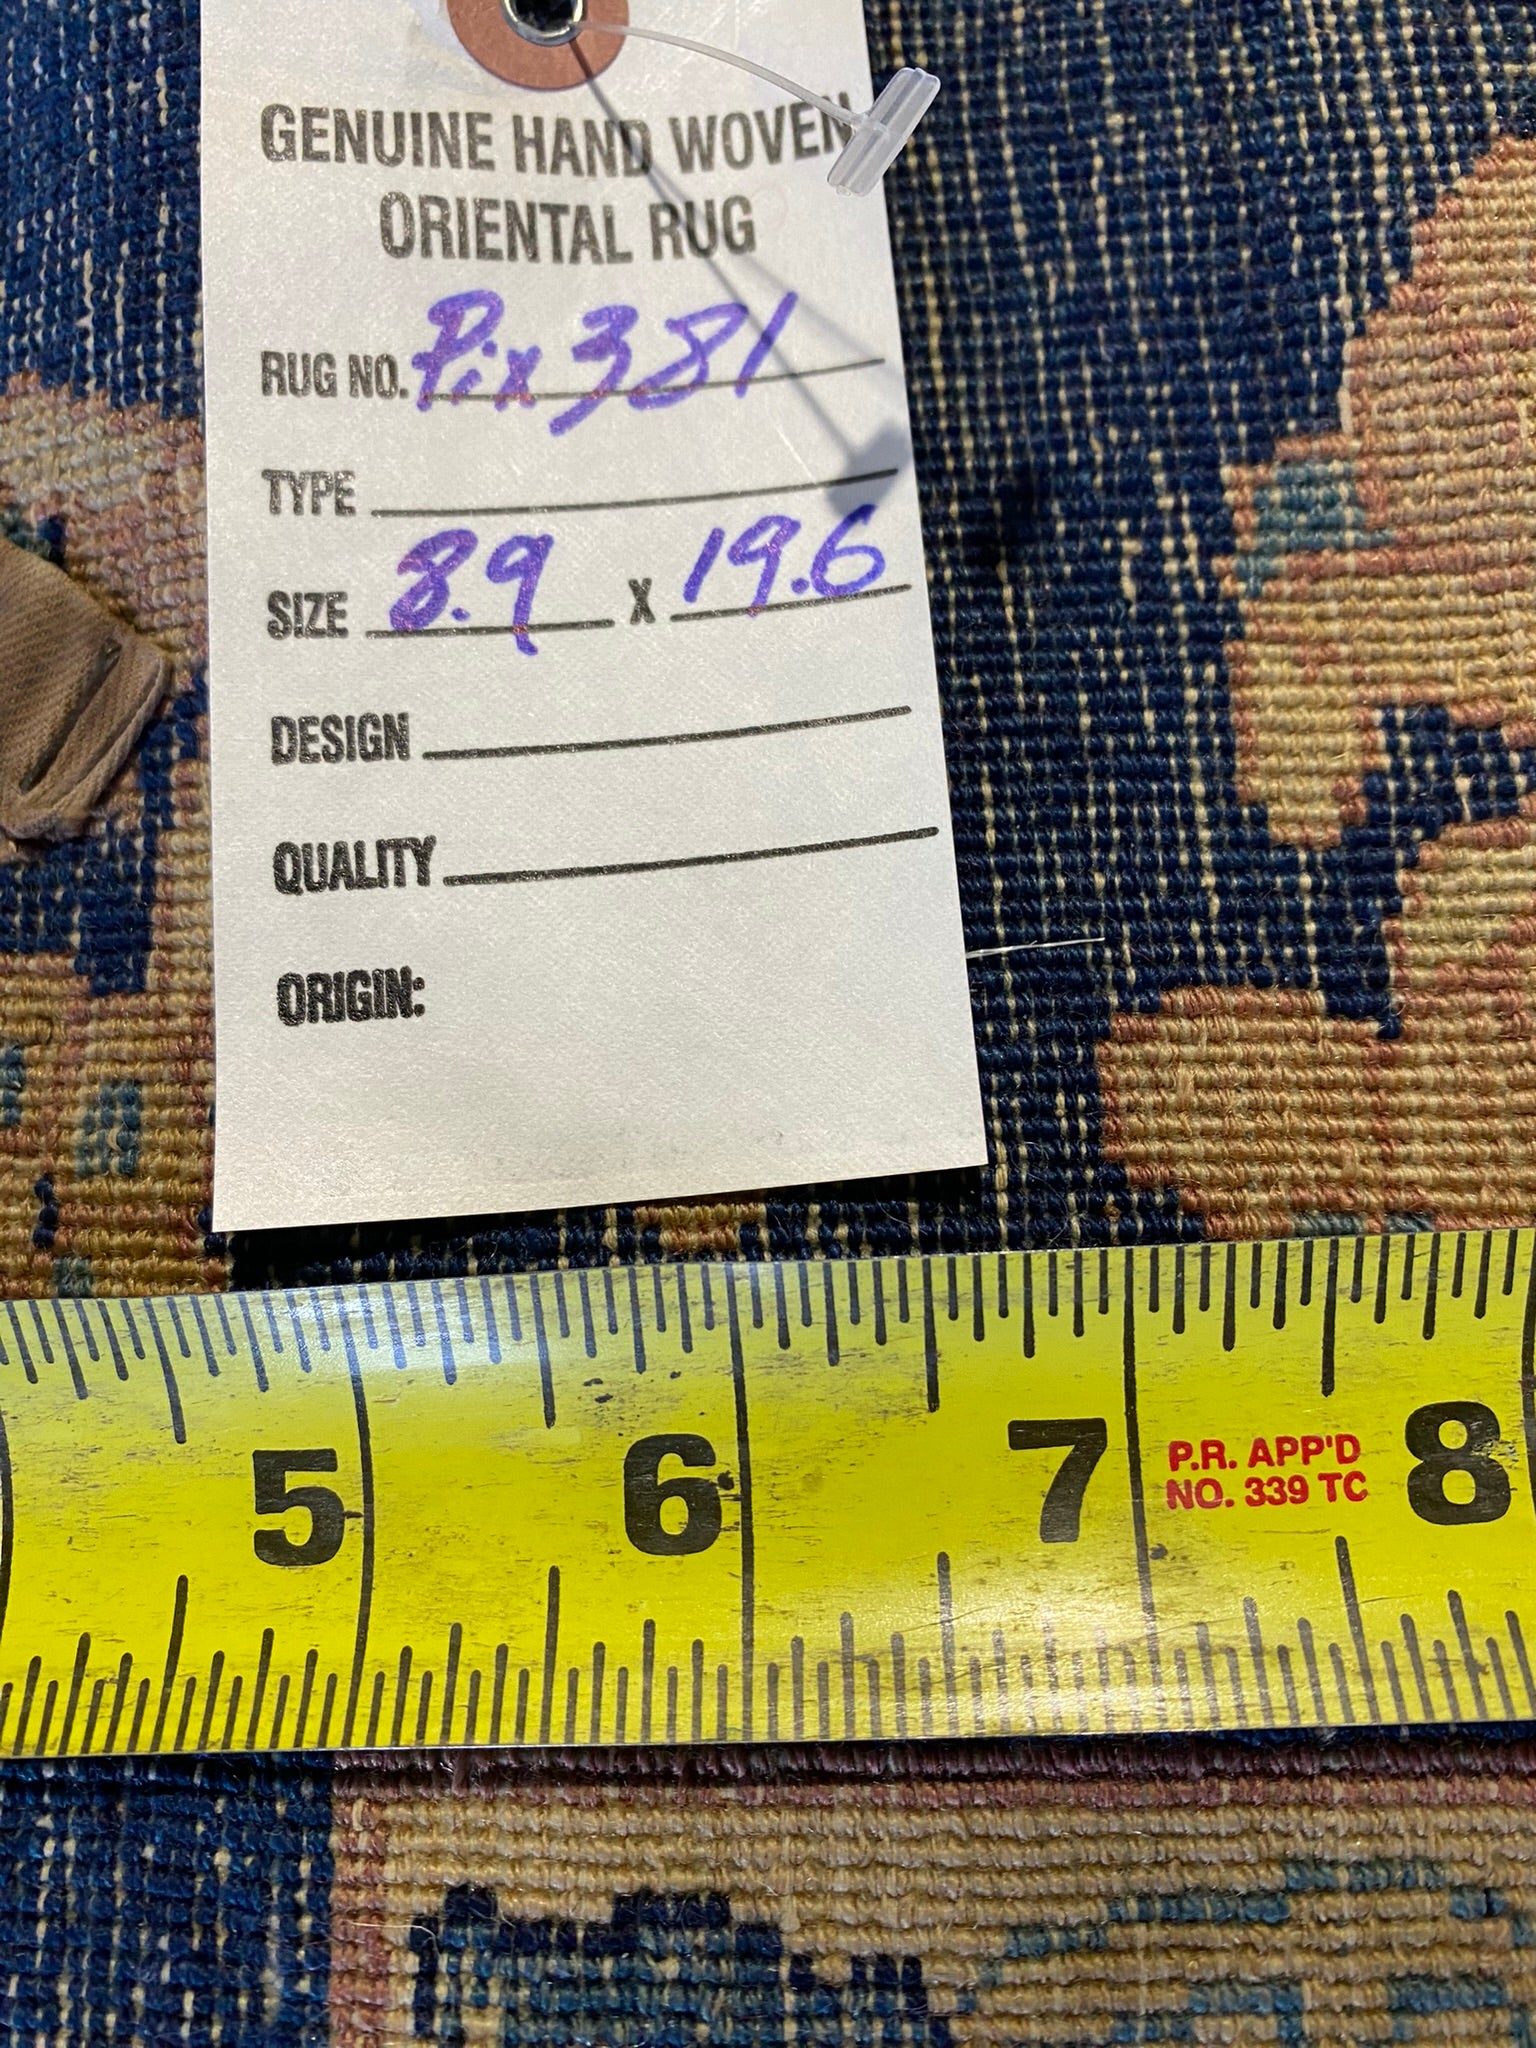 GENUINE HAND WOVEN
ORIENTAL RUG
RUG NO. Pix 381
TYPE
SIZE 8.9 X 19.6
DESIGN
QUALITY
ORIGIN:
5 6 7 8
P.R. APP'D
NO. 339 TC